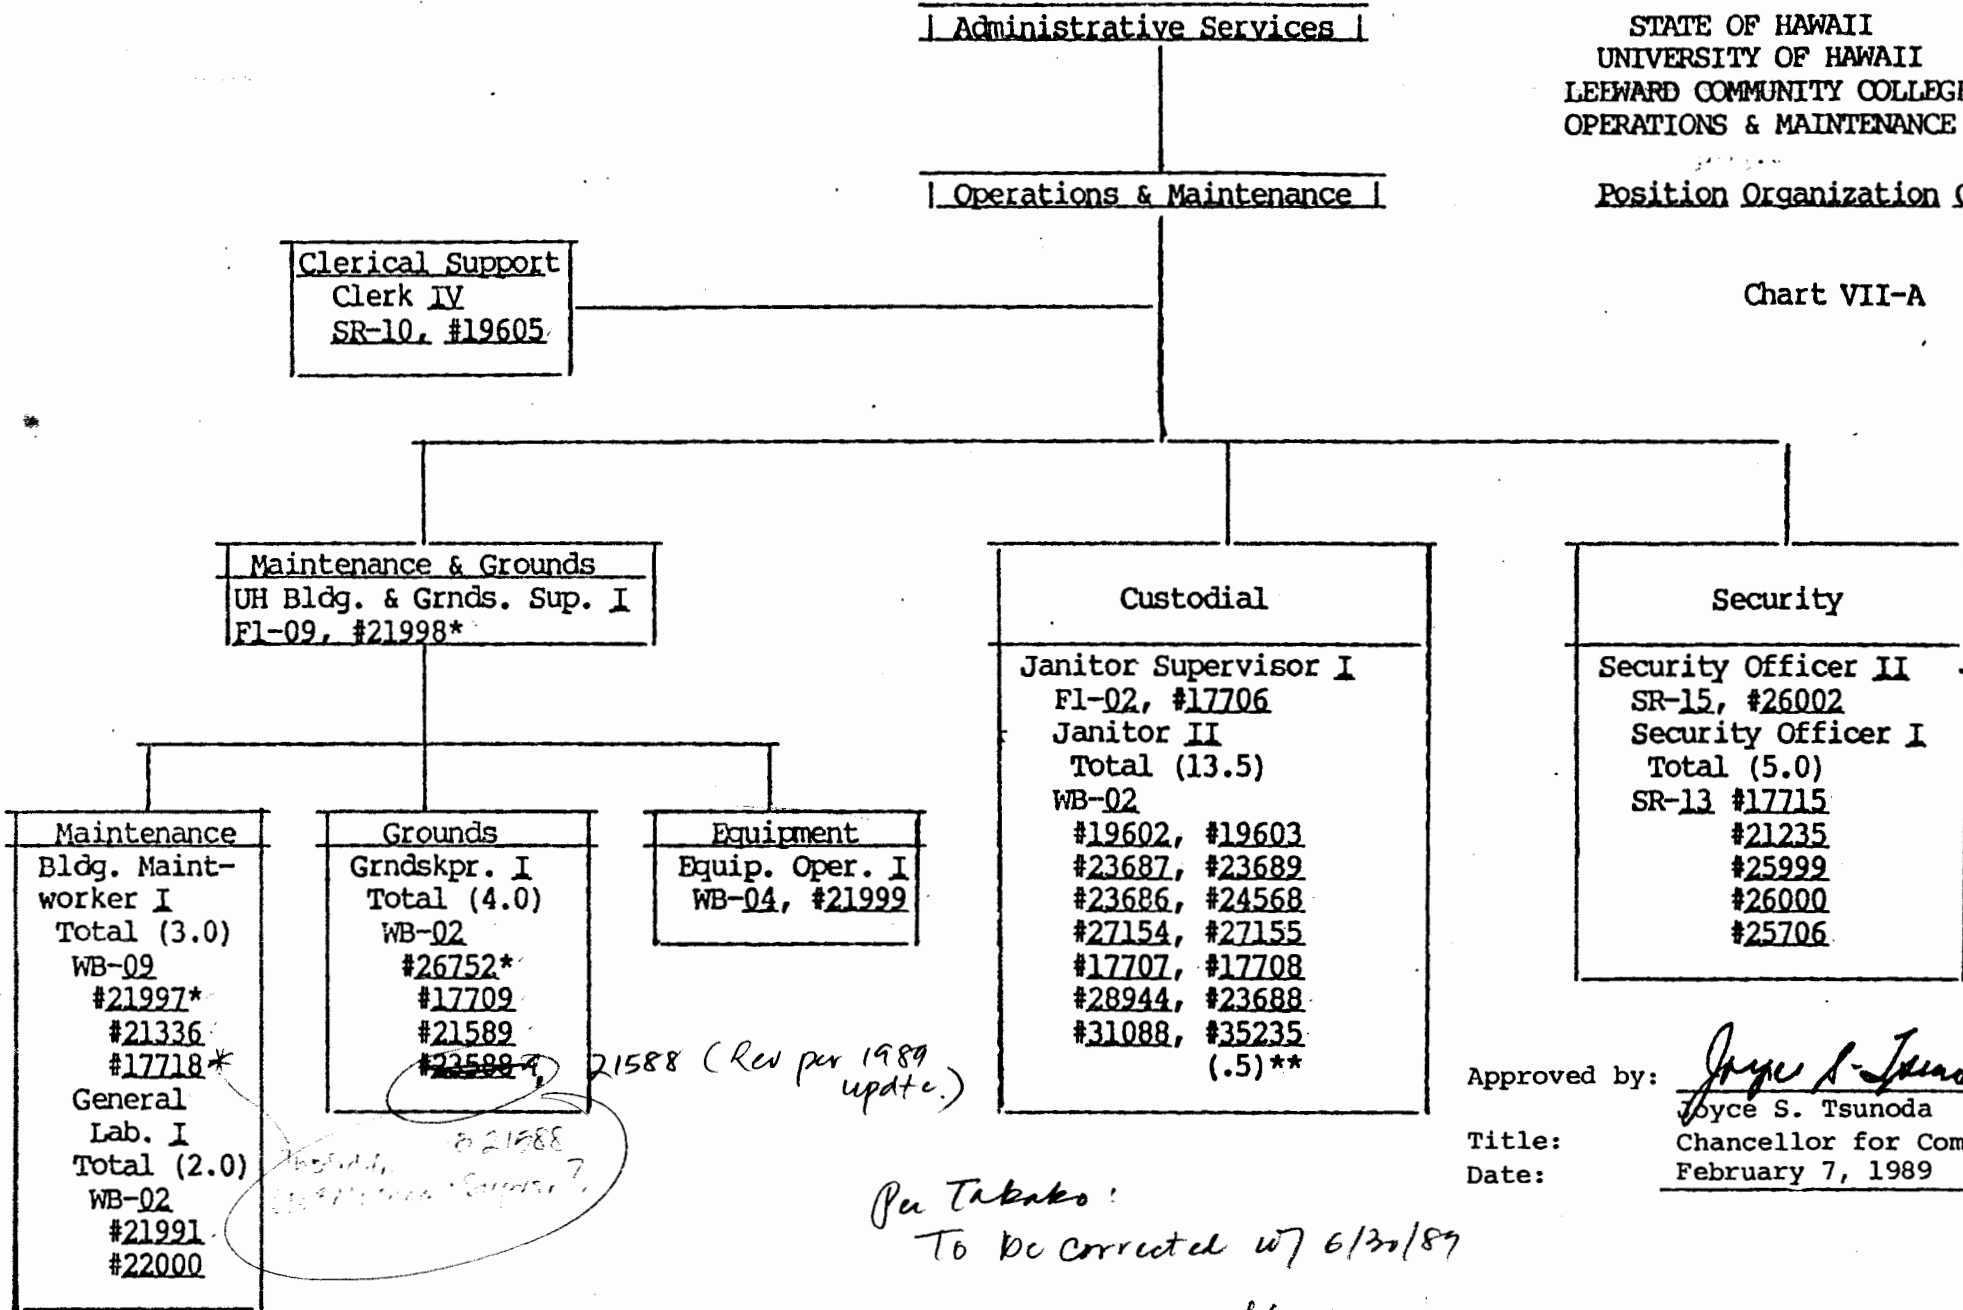 Administrative Services
STATE OF HAWAII
UNIVERSITY OF HAWAII
LEEWARD COMMUNITY COLLEGE
OPERATIONS & MAINTENANCE
Operations & Maintenance
Position Organization
Chart VII-A
Clerical Support
Clerk IV
SR-10, #19605
Maintenance & Grounds
UH Bldg. & Grnds. Sup. I
F1-09, #21998*
Maintenance
Bldg. Maint-
worker I
Total (3.0)
WB-09
#21997*
#21336
#17718*
General
Lab. I
Total (2.0)
WB-02
#21991
#22000
Grounds
Grndskpr. I
Total (4.0)
WB-02
#26752*
#17709
#21589
#23588
21588 (Rev per 1989
update.)
21588
Equipment
Equip. Oper. I
WB-04, #21999
Custodial
Janitor Supervisor I
F1-02, #17706
Janitor II
Total (13.5)
WB-02
#19602, #19603
#23687, #23689
#23686, #24568
#27154, #27155
#17707, #17708
#28944, #23688
#31088, #35235
(.5)**
Security
Security Officer II
SR-15, #26002
Security Officer I
Total (5.0)
SR-13 #17715
#21235
#25999
#26000
#25706
Approved by:
Joyce S. Tsunoda
Title: Chancellor for Com
Date: February 7, 1989
Per Takako:
To be corrected w/ 6/30/89